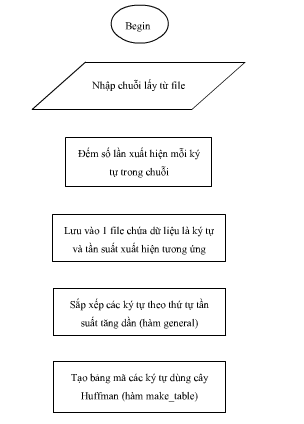 Begin
Nhập chuỗi lấy từ file
Đếm số lần xuất hiện mỗi ký
tự trong chuỗi
Lưu vào 1 file chứa dữ liệu là ký tự
và tần suất xuất hiện tương ứng
Sắp xếp các ký tự theo thứ tự tần
suất tăng dần (hàm general)
Tạo bảng mã các ký tự dùng cây
Huffman (hàm make_table)